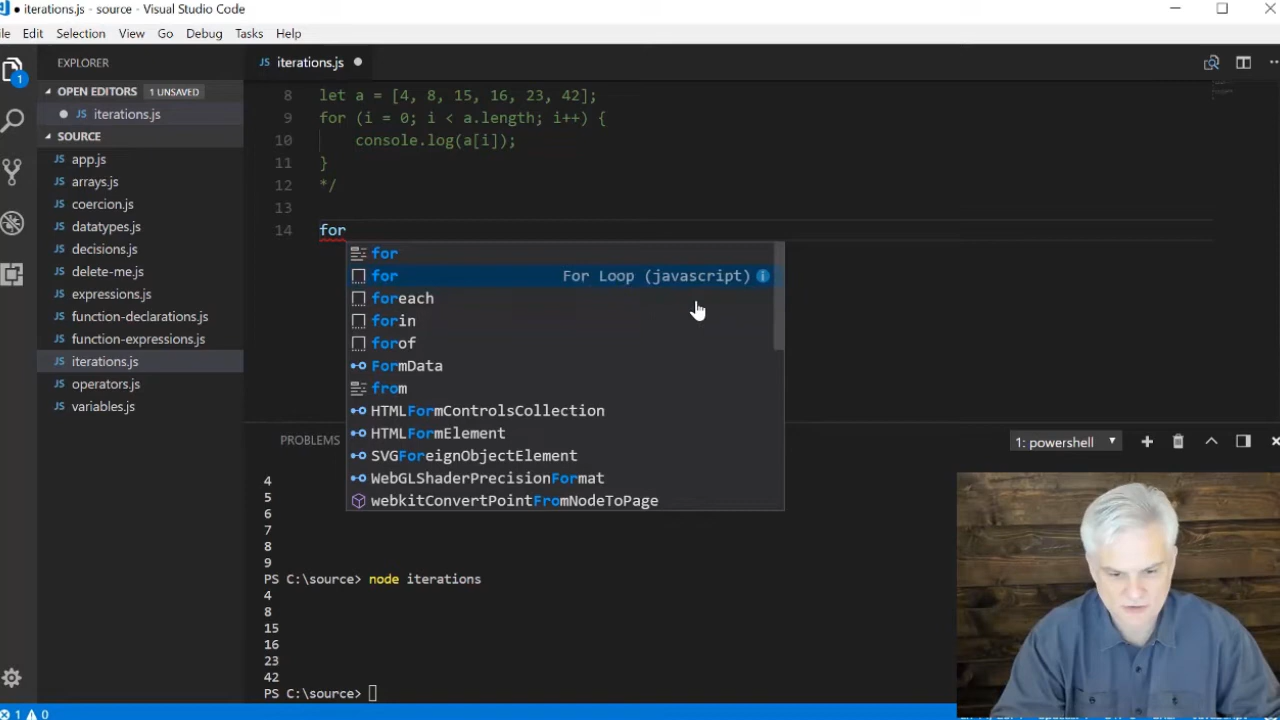 iterations.js - source - Visual Studio Code
Edit Selection View Go Debug Tasks Help
EXPLORER
OPEN EDITORS 1 UNSAVED
JS iterations.js
SOURCE
JS app.js
JS arrays.js
JS coercion.js
JS datatypes.js
JS decisions.js
JS delete-me.js
JS expressions.js
JS function-declarations.js
JS function-expressions.js
JS iterations.js
JS operators.js
JS variables.js
1
JS iterations.js
8 let a = [4, 8, 15, 16, 23, 42];
9 for (i = 0; i < a.length; i++) {
10 console.log(a[i]);
11 }
12 */
13
14 for
for
for For Loop (javascript)
foreach
forin
forof
FormData
from
HTMLFormControlsCollection
HTMLFormElement
SVGForeignObjectElement
WebGLShaderPrecisionFormat
webkitConvertPointFromNodeToPage
PROBLEMS 1: powershell
4
5
6
7
8
9
PS C:\source> node iterations
4
8
15
16
23
42
PS C:\source>
1 0